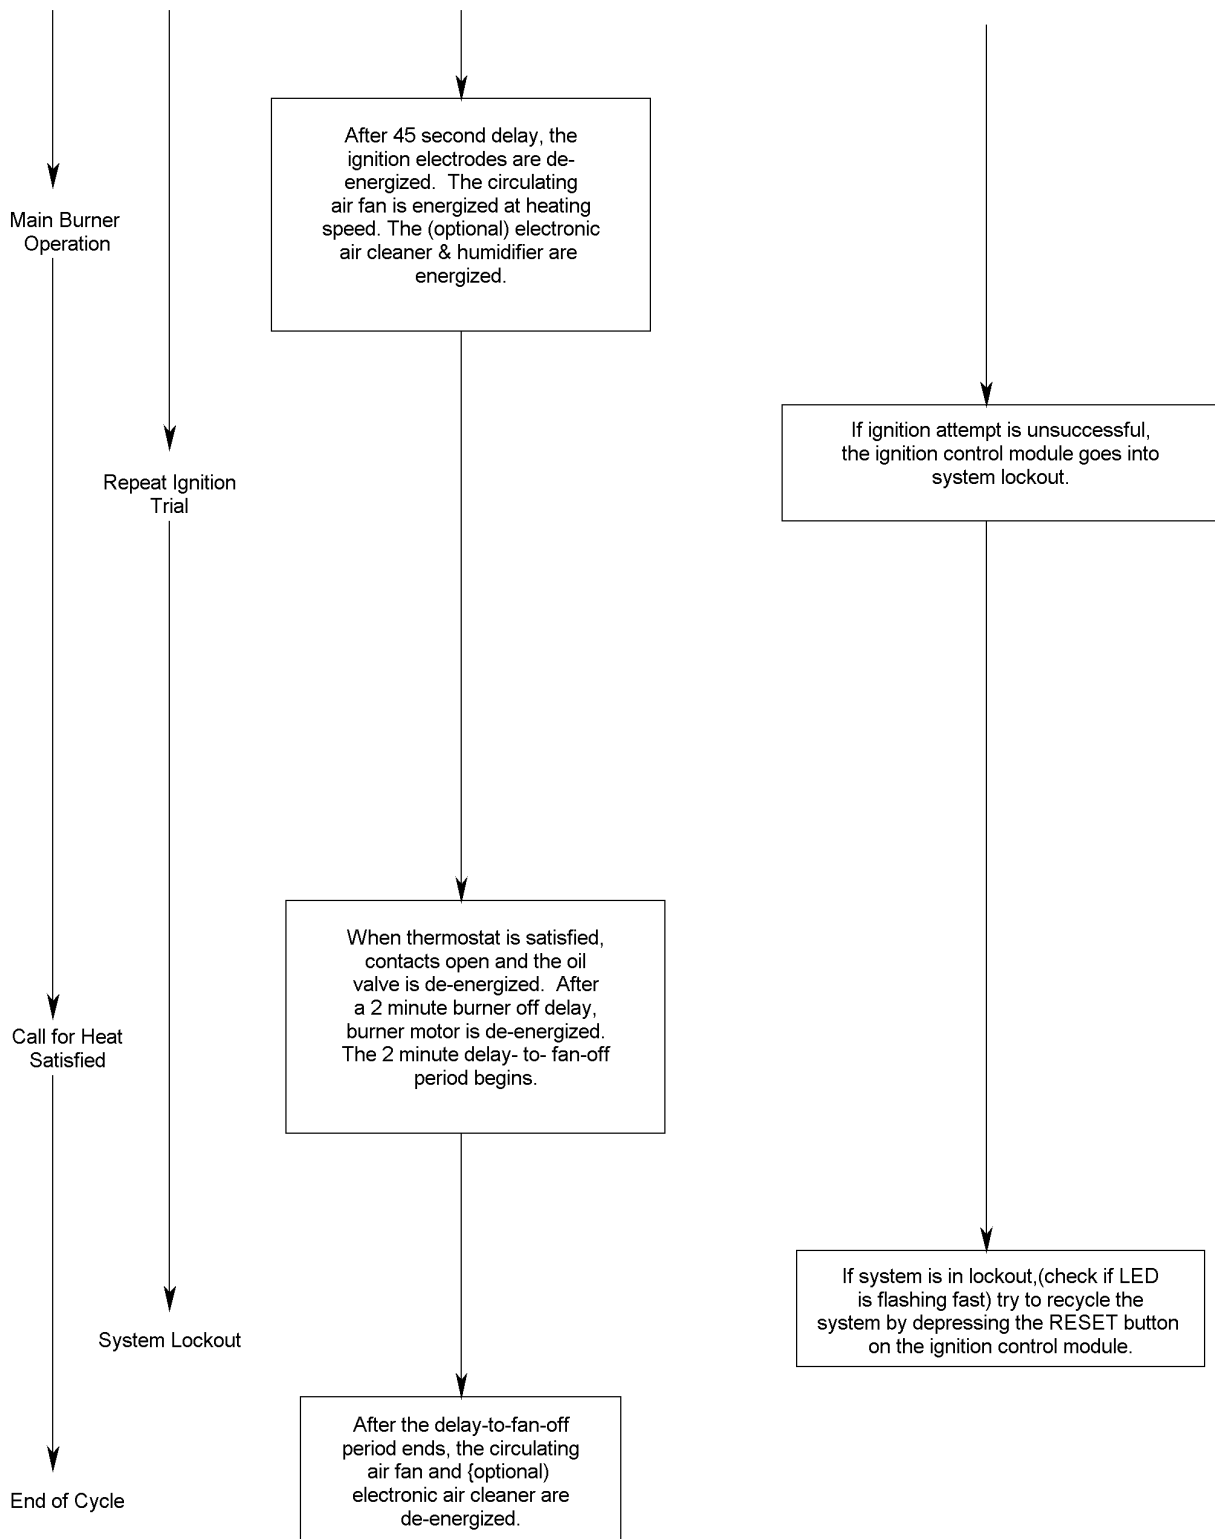 After 45 second delay, the
ignition electrodes are de-
energized.  The circulating
air fan is energized at heating
speed. The (optional) electronic
air cleaner & humidifier are
energized.
Main Burner
Operation
If ignition attempt is unsuccessful,
the ignition control module goes into
system lockout.
Repeat Ignition
Trial
When thermostat is satisfied,
contacts open and the oil
valve is de-energized.  After
a 2 minute burner off delay,
burner motor is de-energized.
The 2 minute delay- to- fan-off
period begins.
Call for Heat
Satisfied
If system is in lockout,(check if LED
is flashing fast) try to recycle the
system by depressing the RESET button
on the ignition control module.
System Lockout
After the delay-to-fan-off
period ends, the circulating
air fan and {optional)
electronic air cleaner are
de-energized.
End of Cycle